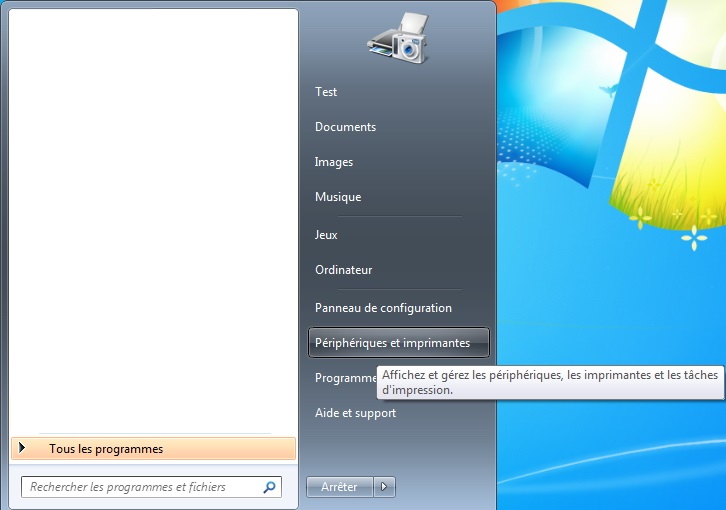 Test
Documents
Images
Musique
Jeux
Ordinateur
Panneau de configuration
Périphériques et imprimantes
Programme
Affichez et gérez les périphériques, les imprimantes et les tâches
d'impression.
Aide et support
Tous les programmes
Rechercher les programmes et fichiers
Arrêter